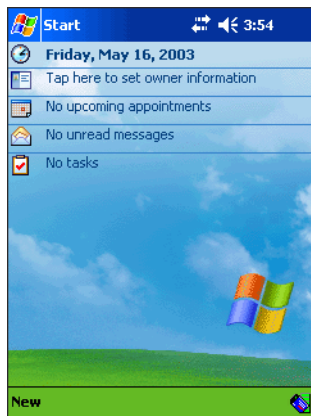 Start 3:54
Friday, May 16, 2003
Tap here to set owner information
No upcoming appointments
No unread messages
No tasks
New